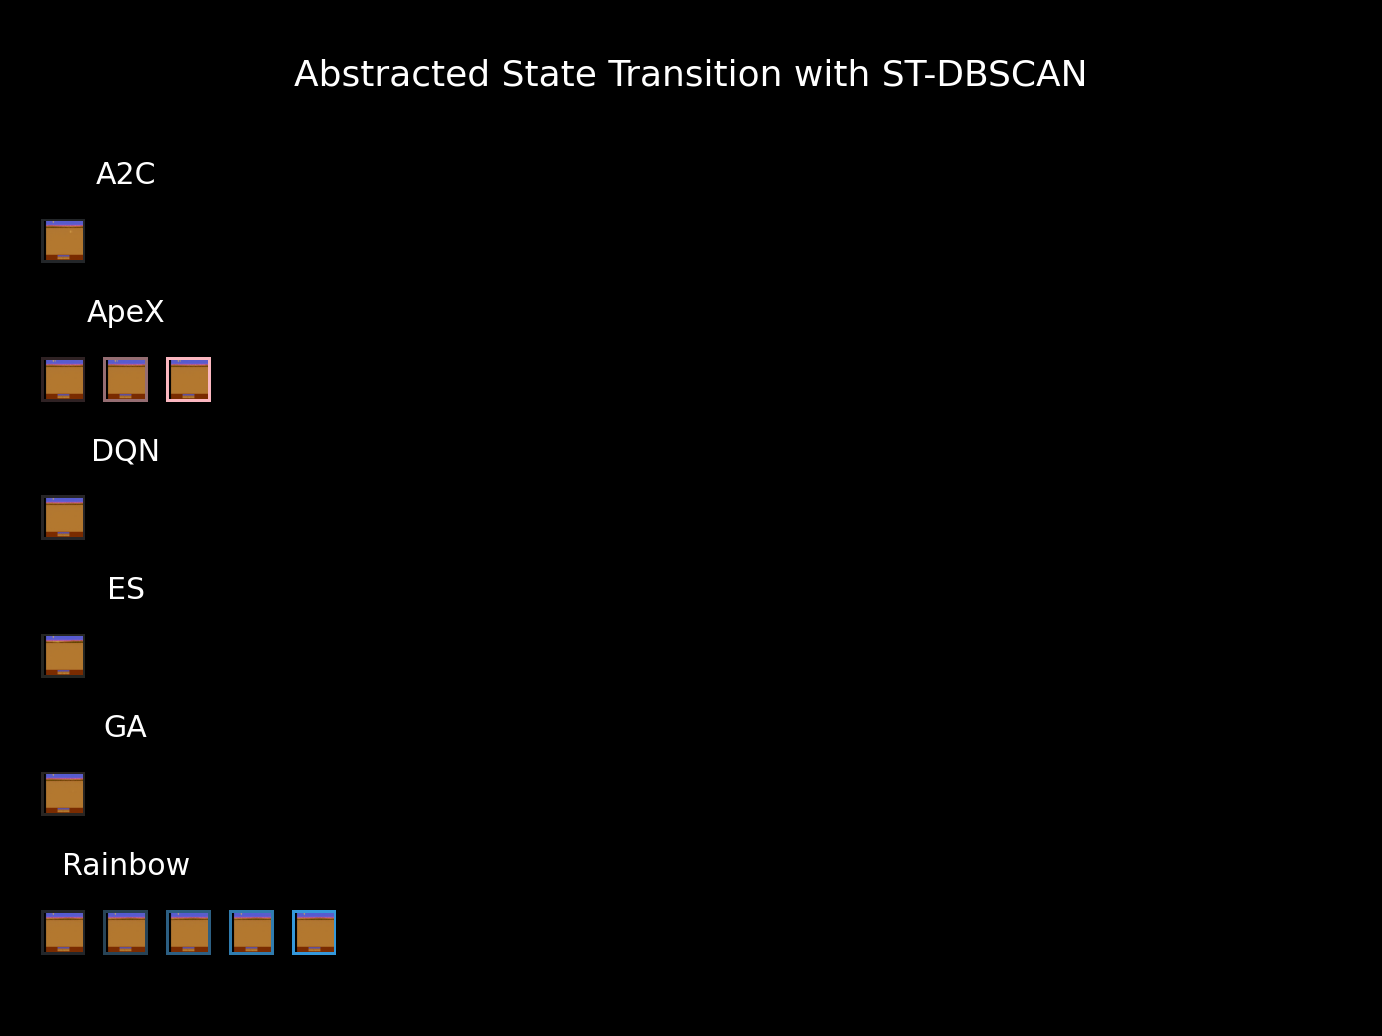 Abstracted State Transition with ST-DBSCAN
A2C
ApeX
DQN
ES
GA
Rainbow